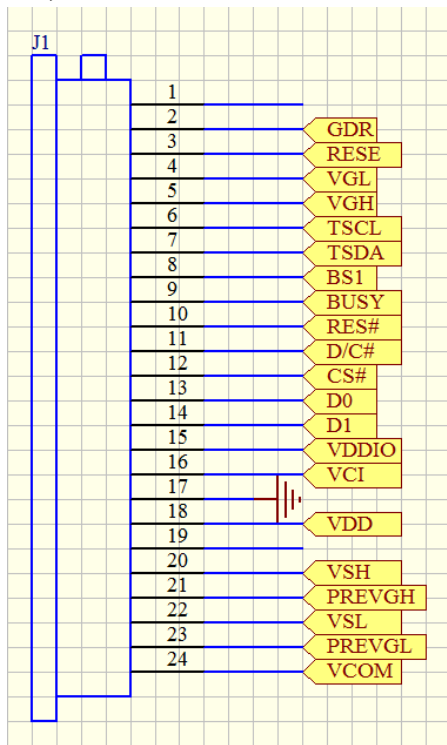 J1
1
2 GDR
3 RESE
4 VGL
5 VGH
6 TSCL
7 TSDA
8 BS1
9 BUSY
10 RES#
11 D/C#
12 CS#
13 D0
14 D1
15 VDDIO
16 VCI
17
18 VDD
19
20 VSH
21 PREVGH
22 VSL
23 PREVGL
24 VCOM